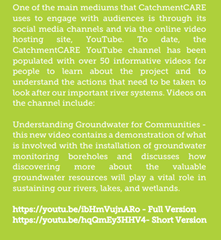 One of the main mediums that CatchmentCARE
uses to engage with audiences is through its
social media channels and via the online video
hosting site, YouTube. To date, the
CatchmentCARE YouTube channel has been
populated with over 50 informative videos for
people to learn about the project and to
understand the actions that need to be taken to
look after our important river systems. Videos on
the channel include:
Understanding Groundwater for Communities -
this new video contains a demonstration of what
is involved with the installation of groundwater
monitoring boreholes and discusses how
discovering more about the valuable
groundwater resources will play a vital role in
sustaining our rivers, lakes, and wetlands.
https://youtu.be/ibHmVujnARo - Full Version
https://youtu.be/hqQmEy3HHV4- Short Version